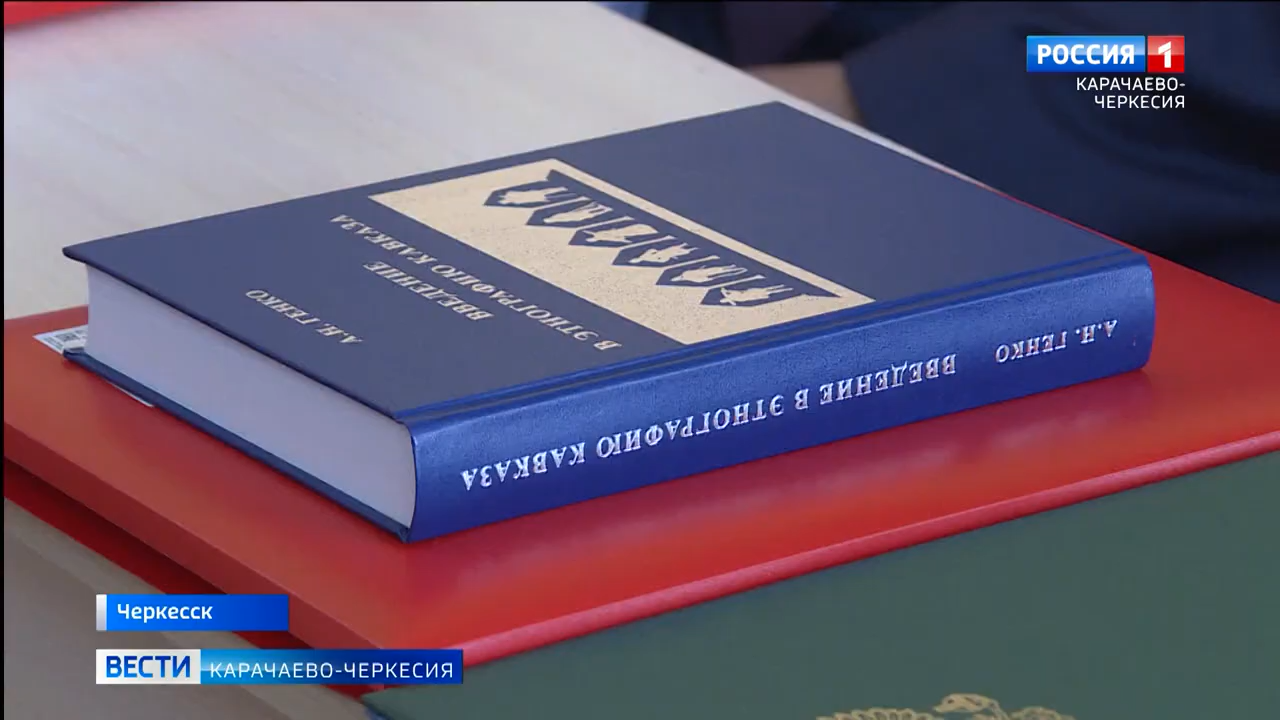 РОССИЯ 1
КАРАЧАЕВО-
ЧЕРКЕСИЯ
А.Н. ГЕНКО
ВВЕДЕНИЕ
В ЭТНОГРАФИЮ КАВКАЗА
А.Н. ГЕНКО ВВЕДЕНИЕ В ЭТНОГРАФИЮ КАВКАЗА
Черкесск
ВЕСТИ КАРАЧАЕВО-ЧЕРКЕСИЯ